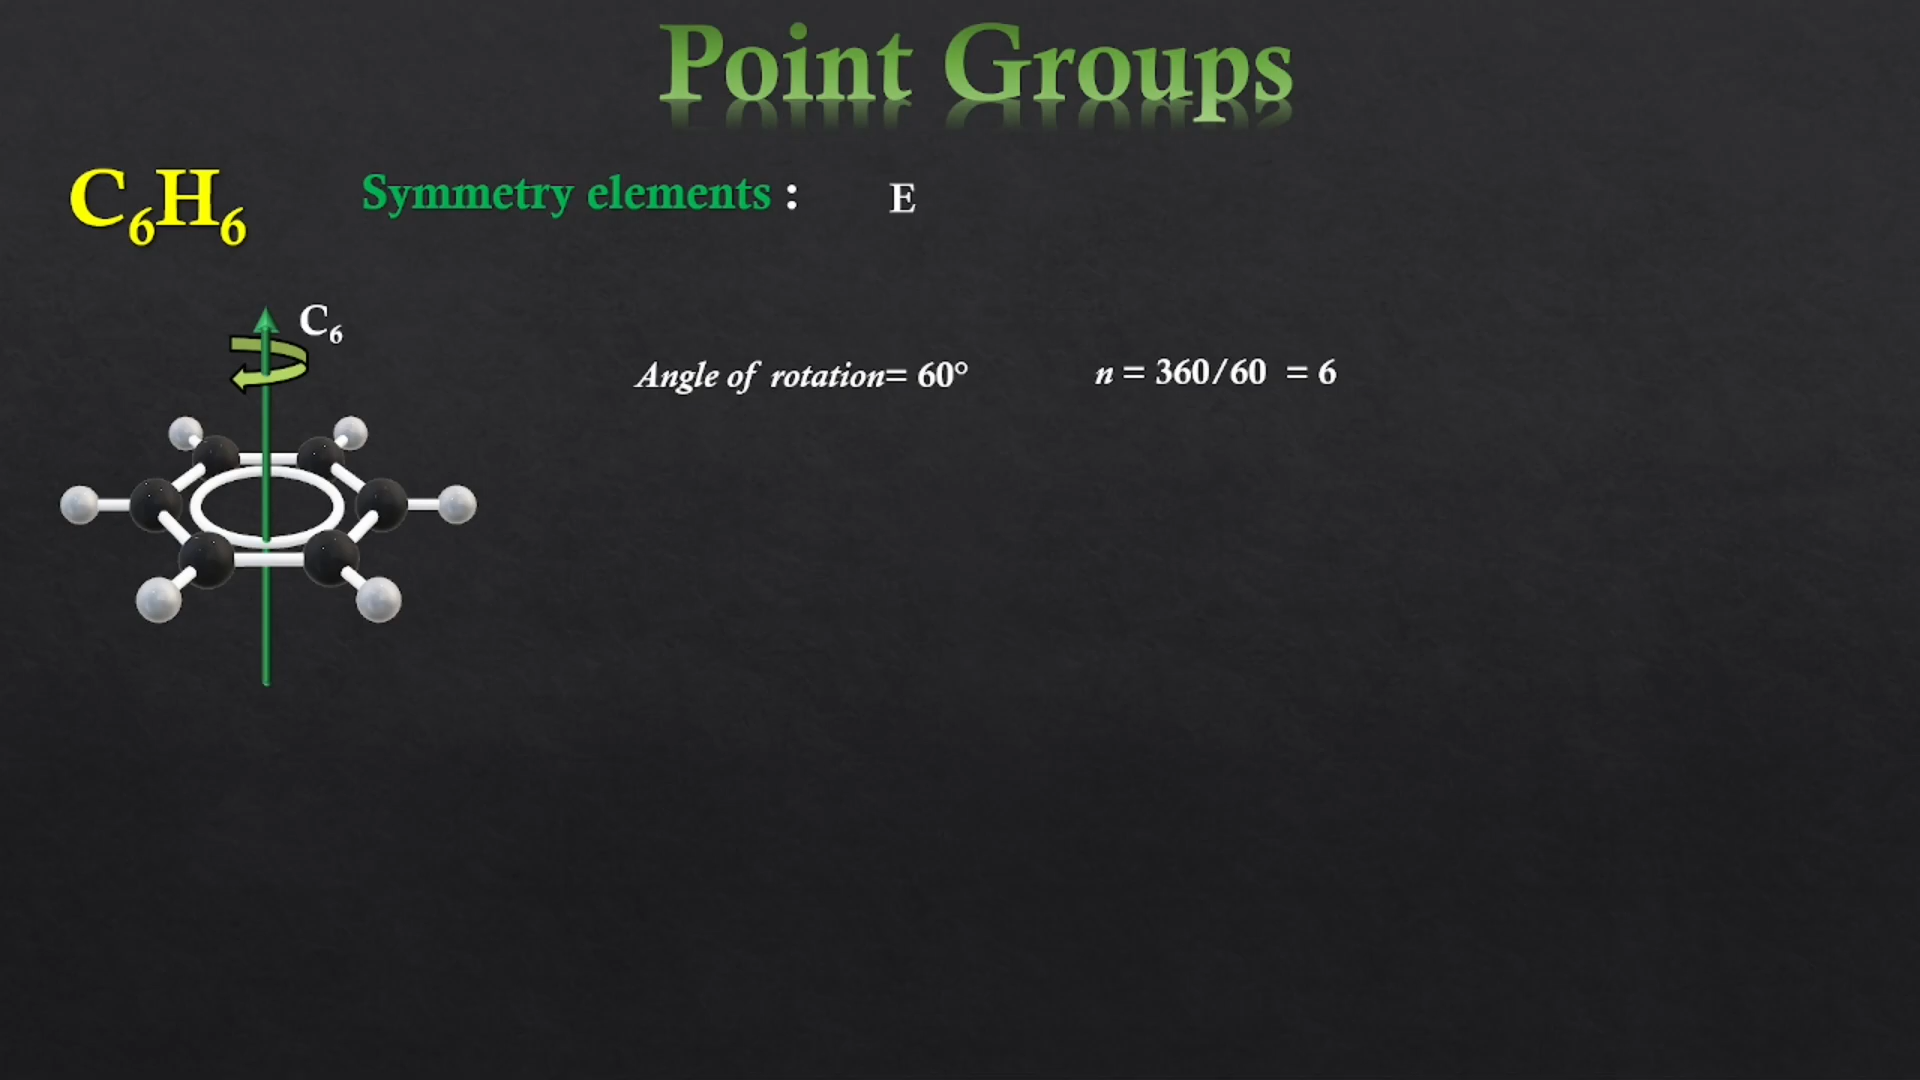 Point Groups
C₆H₆ Symmetry elements : E
C₆
Angle of rotation= 60° n = 360/60 = 6